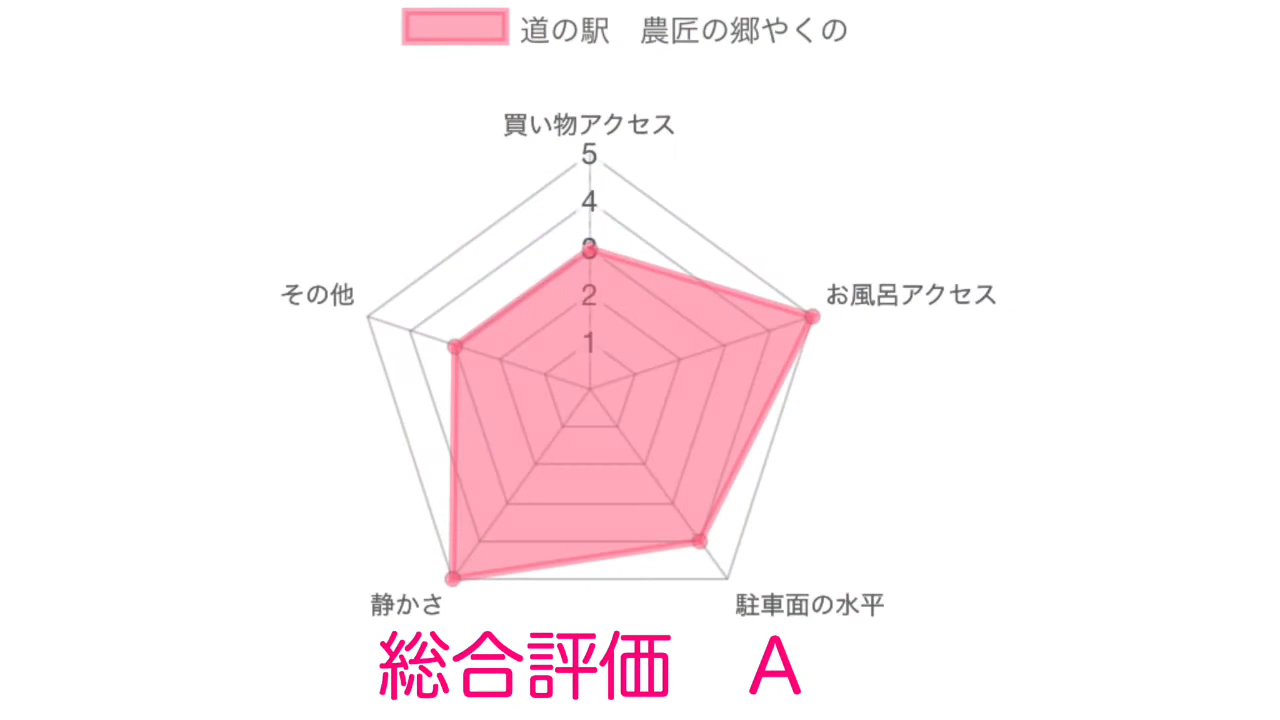 道の駅　農匠の郷やくの
買い物アクセス
5
4
3
2
1
その他
お風呂アクセス
静かさ
駐車面の水平
総合評価　A